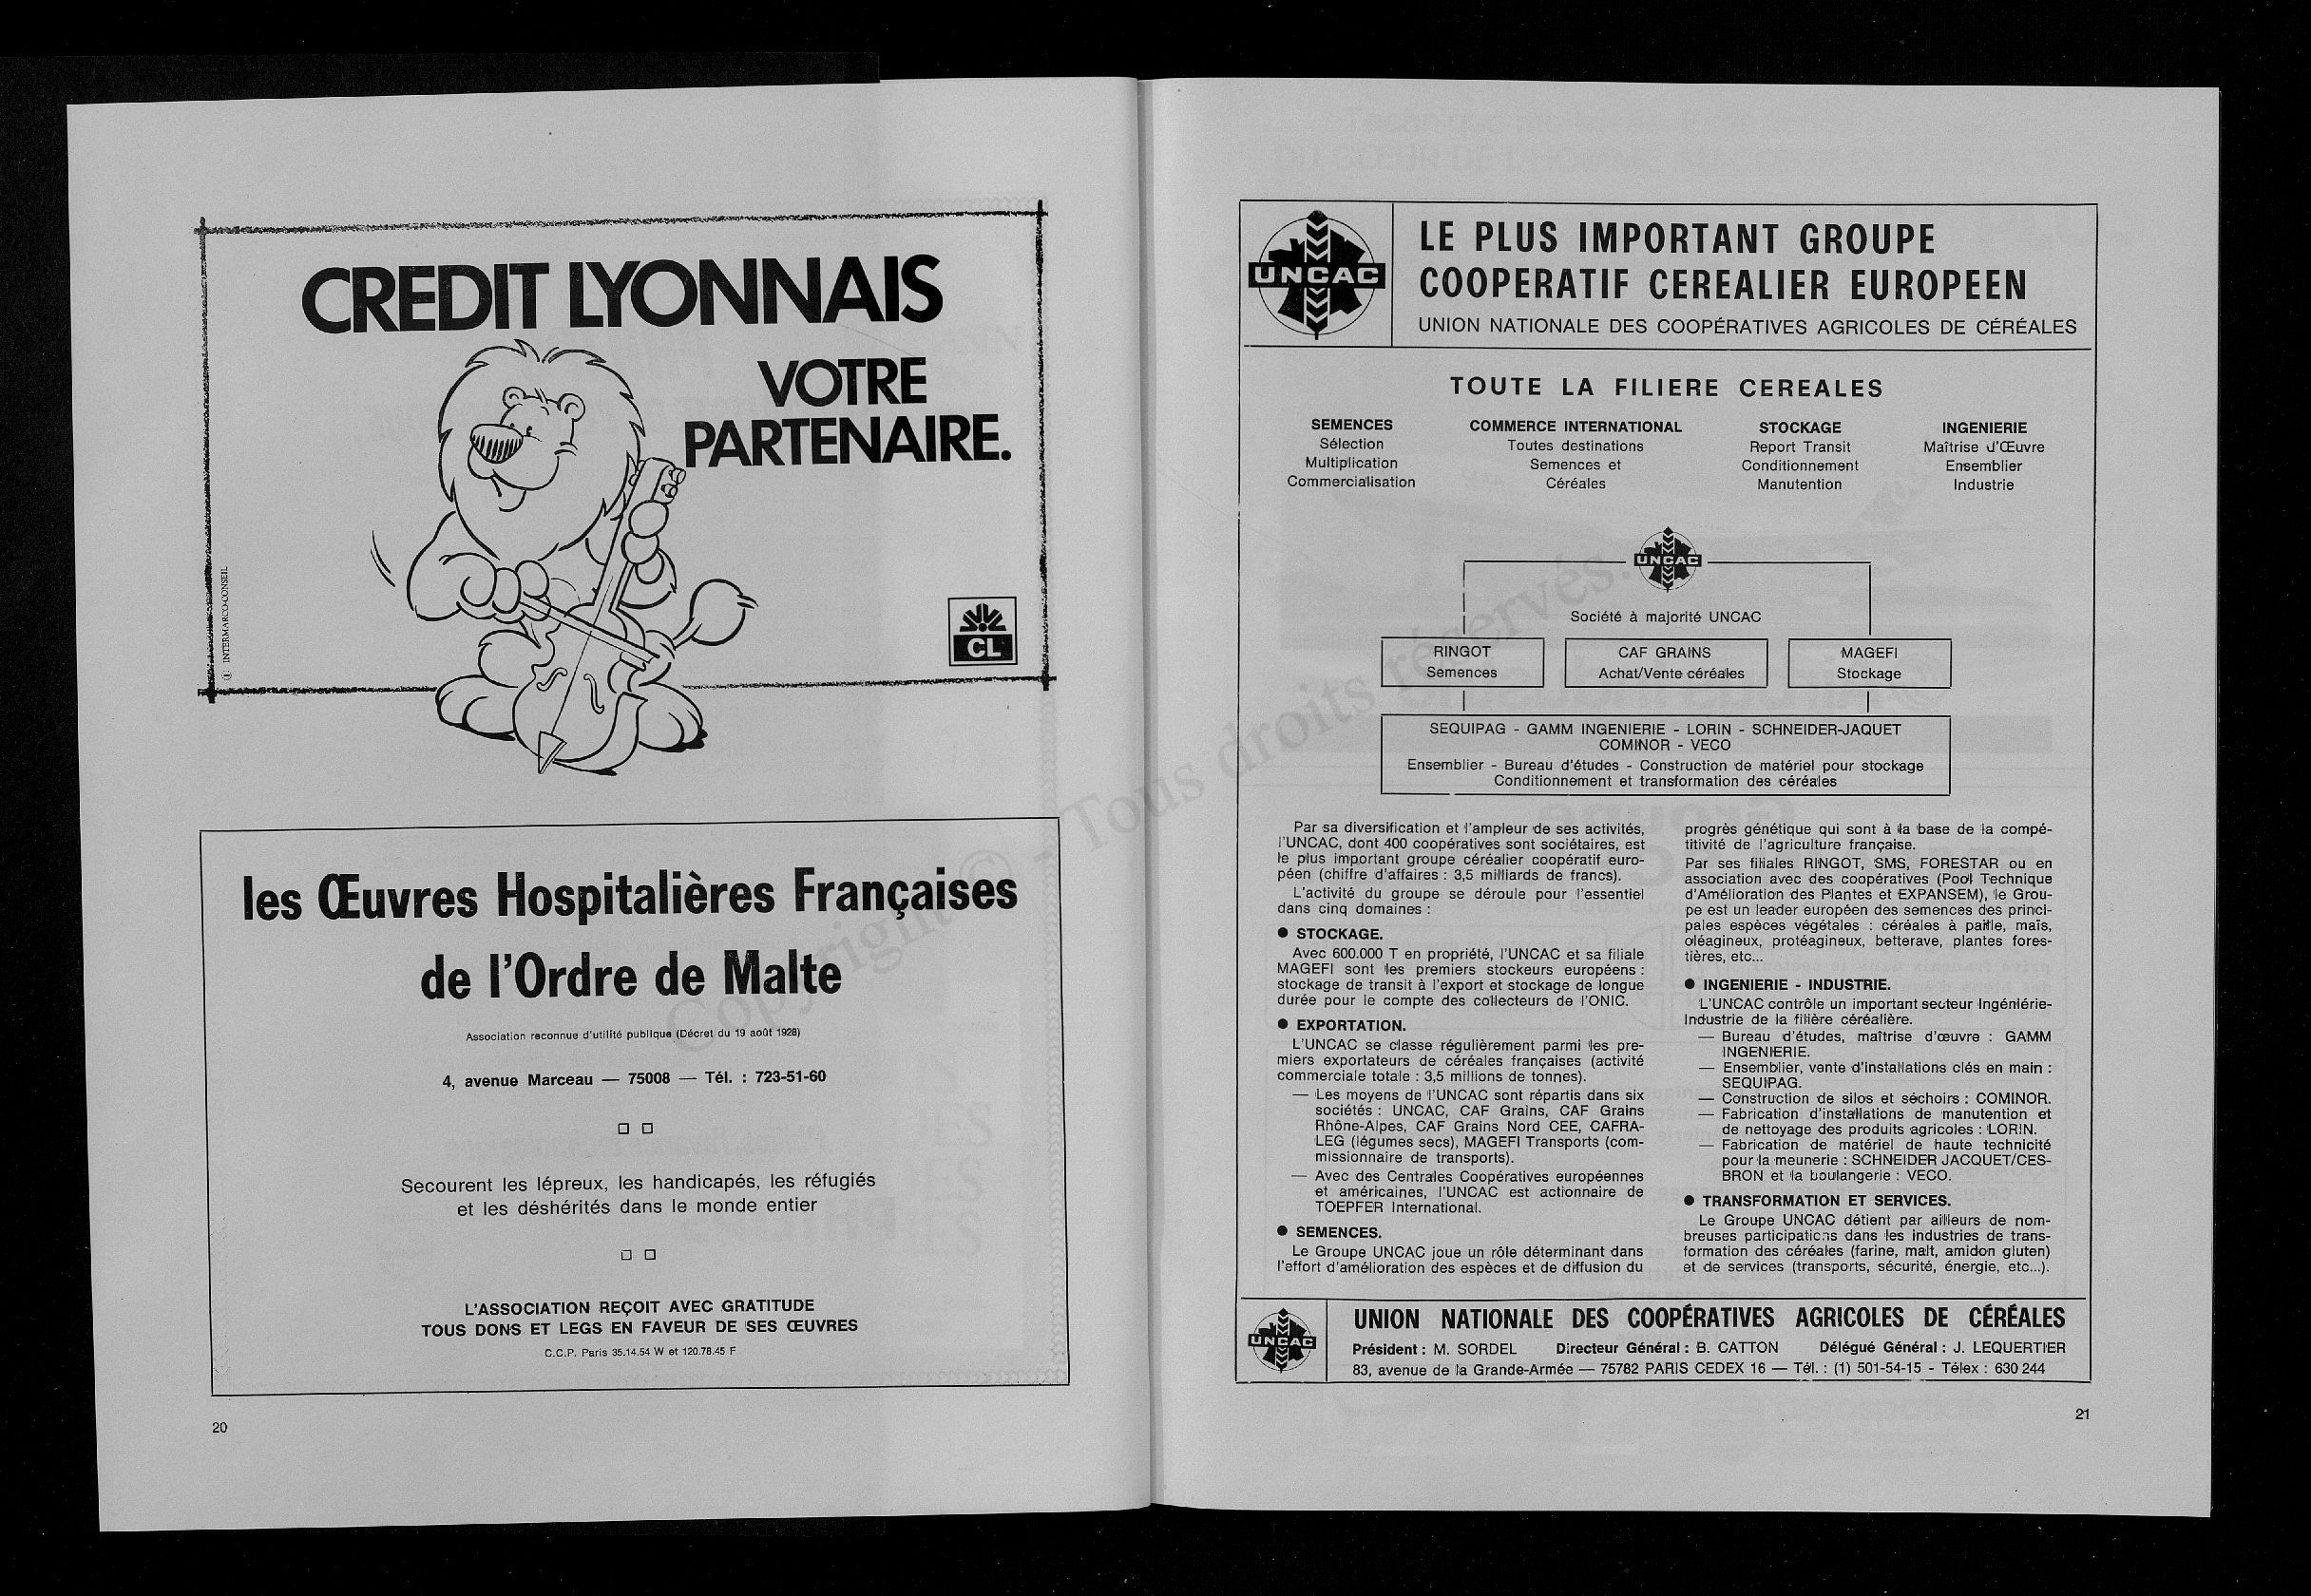 CREDIT LYONNAIS
VOTRE
PARTENAIRE.
INTERMARCO-CONSEIL
CL
les Œuvres Hospitalières Françaises
de l'Ordre de Malte
Association reconnue d'utilité publique (Décret du 19 août 1928)
4, avenue Marceau — 75008 — Tél. : 723-51-60
Secourent les lépreux, les handicapés, les réfugiés
et les déshérités dans le monde entier
L'ASSOCIATION REÇOIT AVEC GRATITUDE
TOUS DONS ET LEGS EN FAVEUR DE SES ŒUVRES
C.C.P. Paris 35.14.54 W et 120.78.45 F
20
UNCAC
LE PLUS IMPORTANT GROUPE
COOPERATIF CEREALIER EUROPEEN
UNION NATIONALE DES COOPÉRATIVES AGRICOLES DE CÉRÉALES
TOUTE LA FILIERE CEREALES
SEMENCES
Sélection
Multiplication
Commercialisation
COMMERCE INTERNATIONAL
Toutes destinations
Semences et
Céréales
STOCKAGE
Report Transit
Conditionnement
Manutention
INGENIERIE
Maîtrise d'Œuvre
Ensemblier
Industrie
UNCAC
Société à majorité UNCAC
RINGOT
Semences
CAF GRAINS
Achat/Vente céréales
MAGEFI
Stockage
SEQUIPAG - GAMM INGENIERIE - LORIN - SCHNEIDER-JAQUET
COMINOR - VECO
Ensemblier - Bureau d'études - Construction de matériel pour stockage
Conditionnement et transformation des céréales
Par sa diversification et l'ampleur de ses activités,
l'UNCAC, dont 400 coopératives sont sociétaires, est
le plus important groupe céréalier coopératif euro-
péen (chiffre d'affaires : 3,5 milliards de francs).
L'activité du groupe se déroule pour l'essentiel
dans cinq domaines :
● STOCKAGE.
Avec 600.000 T en propriété, l'UNCAC et sa filiale
MAGEFI sont les premiers stockeurs européens :
stockage de transit à l'export et stockage de longue
durée pour le compte des collecteurs de l'ONIC.
● EXPORTATION.
L'UNCAC se classe régulièrement parmi les pre-
miers exportateurs de céréales françaises (activité
commerciale totale : 3,5 millions de tonnes).
— Les moyens de l'UNCAC sont répartis dans six
sociétés : UNCAC, CAF Grains, CAF Grains
Rhône-Alpes, CAF Grains Nord CEE, CAFRA-
LEG (légumes secs), MAGEFI Transports (com-
missionnaire de transports).
— Avec des Centrales Coopératives européennes
et américaines, l'UNCAC est actionnaire de
TOEPFER International.
● SEMENCES.
Le Groupe UNCAC joue un rôle déterminant dans
l'effort d'amélioration des espèces et de diffusion du
progrès génétique qui sont à la base de la compé-
titivité de l'agriculture française.
Par ses filiales RINGOT, SMS, FORESTAR ou en
association avec des coopératives (Pool Technique
d'Amélioration des Plantes et EXPANSEM), le Grou-
pe est un leader européen des semences des princi-
pales espèces végétales : céréales à paille, maïs,
oléagineux, protéagineux, betterave, plantes fores-
tières, etc...
● INGENIERIE - INDUSTRIE.
L'UNCAC contrôle un important secteur Ingéniérie-
Industrie de la filière céréalière.
— Bureau d'études, maîtrise d'œuvre : GAMM
INGENIERIE.
— Ensemblier, vente d'installations clés en main :
SEQUIPAG.
— Construction de silos et séchoirs : COMINOR.
— Fabrication d'installations de manutention et
de nettoyage des produits agricoles : LORIN.
— Fabrication de matériel de haute technicité
pour la meunerie : SCHNEIDER JACQUET/CES-
BRON et la boulangerie : VECO.
● TRANSFORMATION ET SERVICES.
Le Groupe UNCAC détient par ailleurs de nom-
breuses participations dans les industries de trans-
formation des céréales (farine, malt, amidon gluten)
et de services (transports, sécurité, énergie, etc...).
UNCAC
UNION NATIONALE DES COOPÉRATIVES AGRICOLES DE CÉRÉALES
Président : M. SORDEL Directeur Général : B. CATTON Délégué Général : J. LEQUERTIER
83, avenue de la Grande-Armée — 75782 PARIS CEDEX 16 — Tél. : (1) 501-54-15 - Télex : 630 244
21
Copyright © - Tous droits réservés.